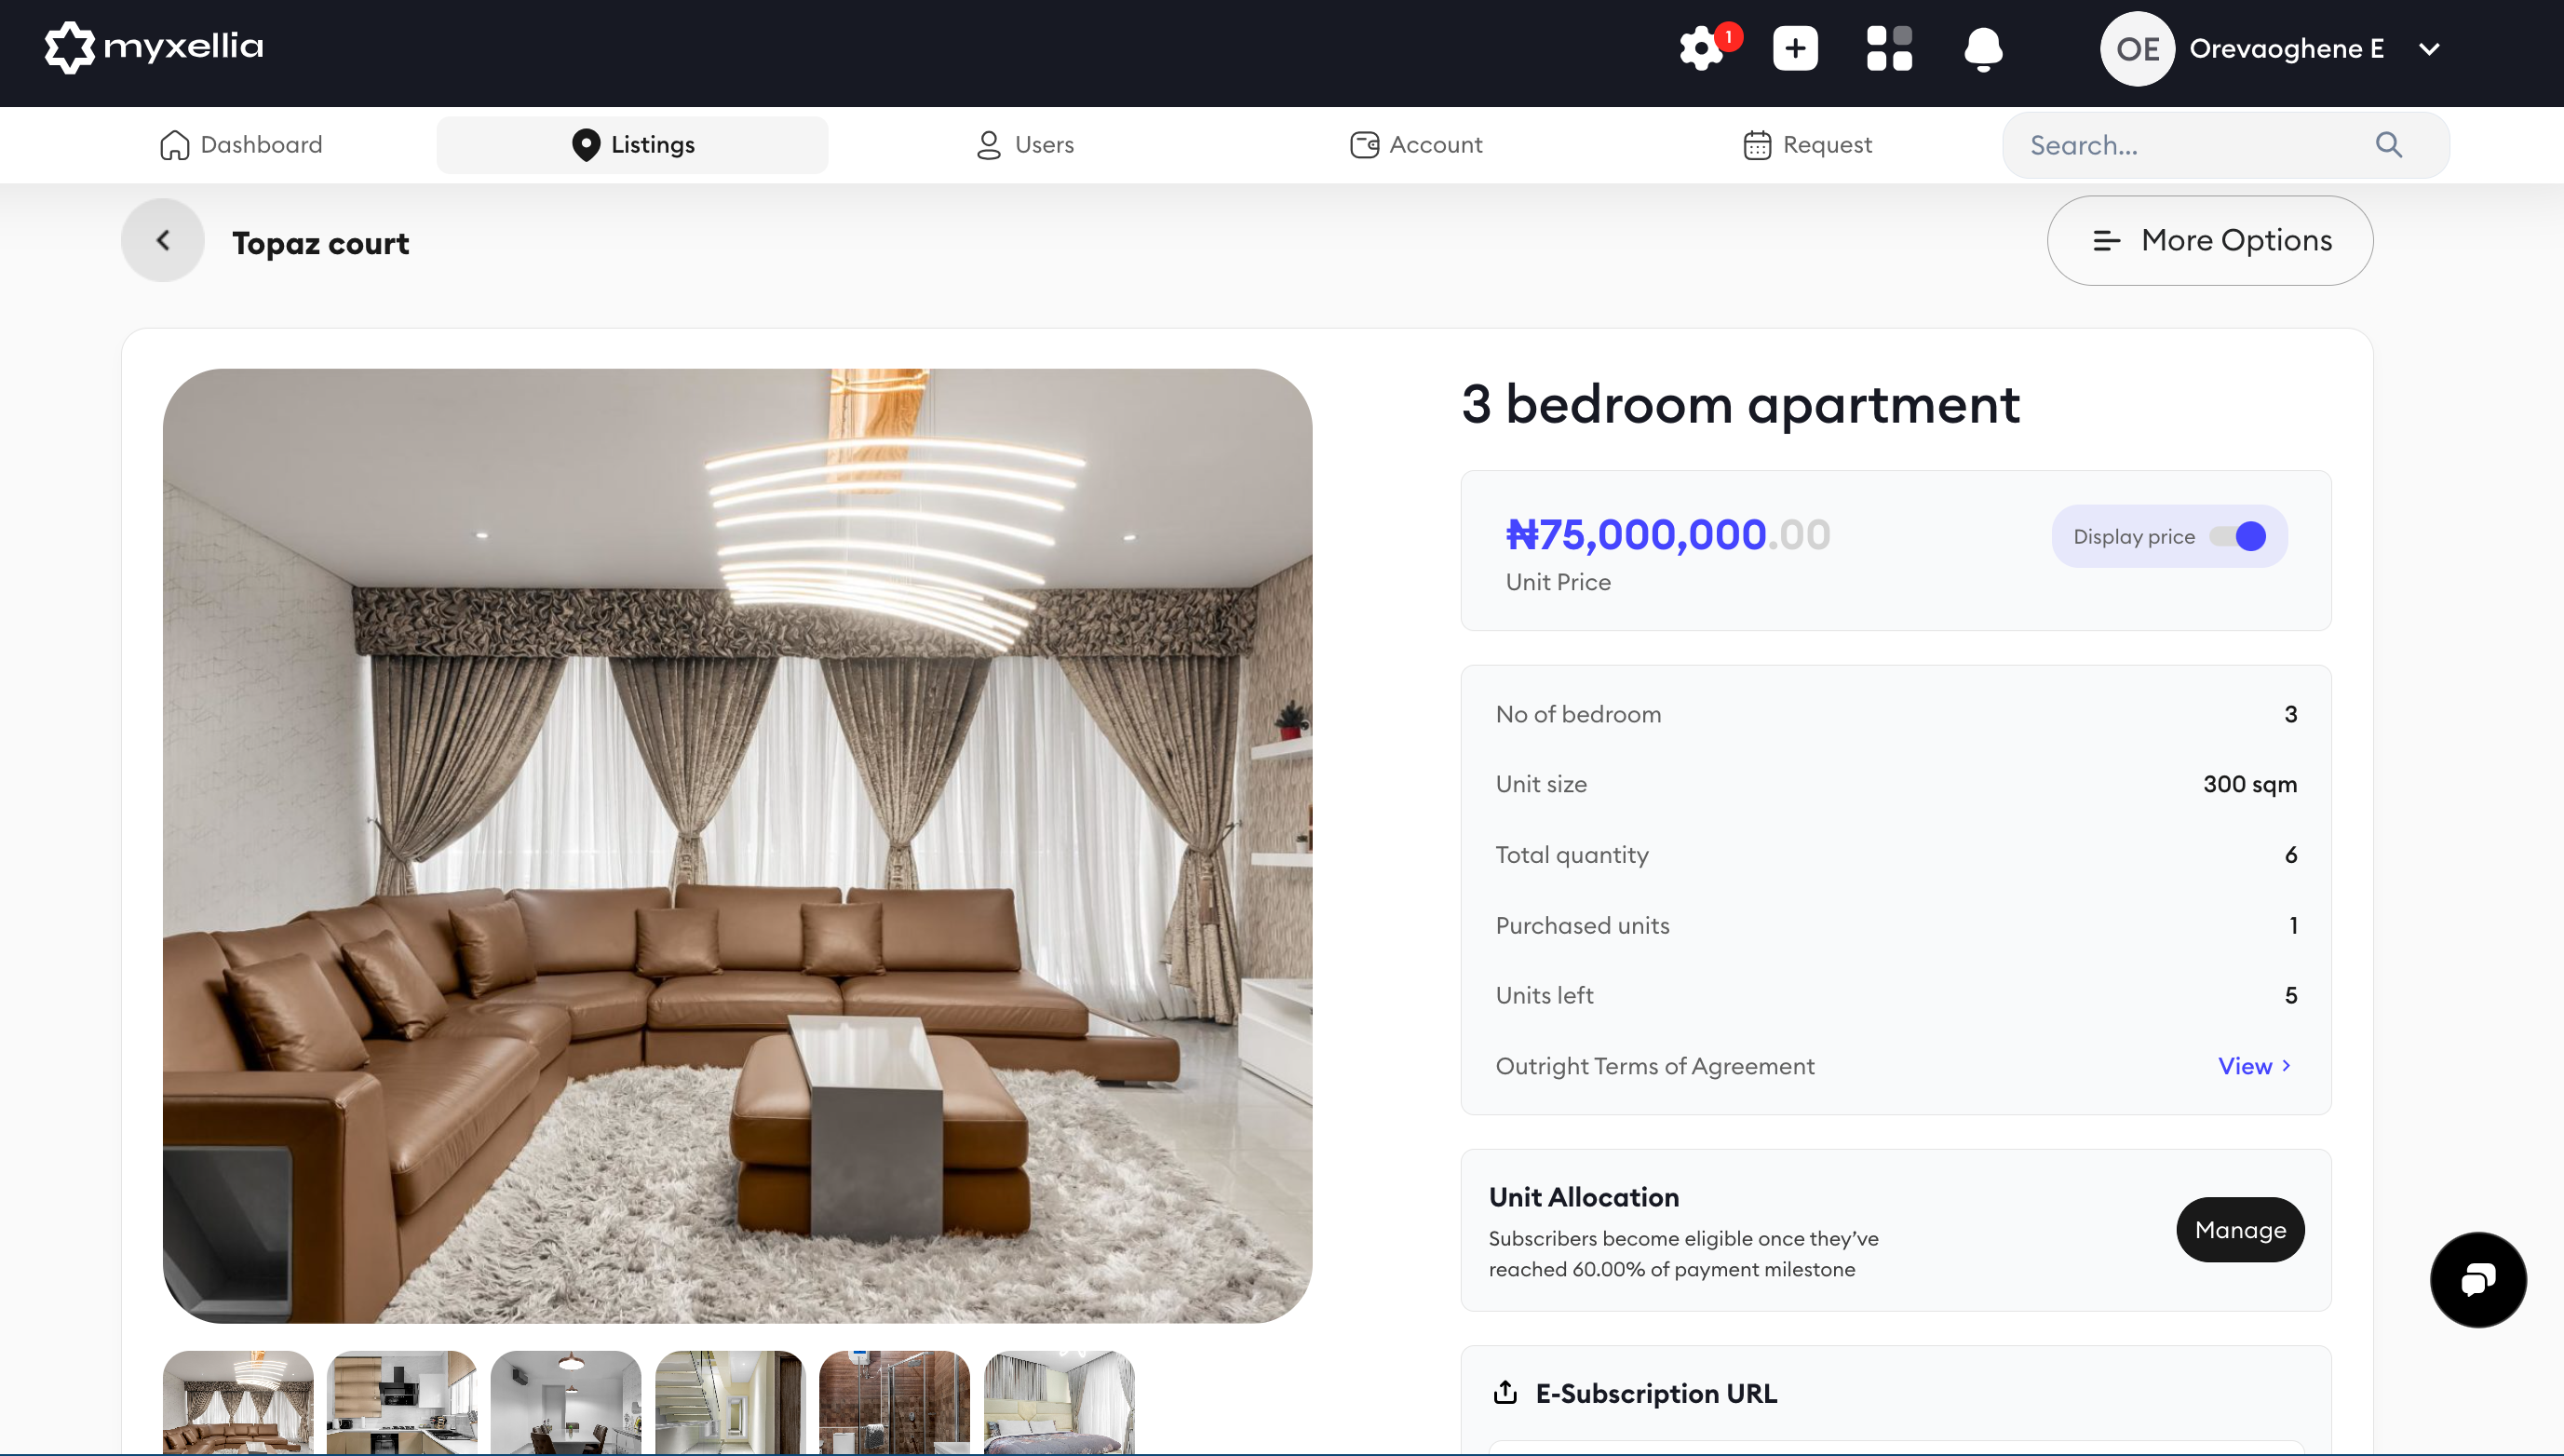 myxellia
1
OE
Orevaoghene E
Dashboard
Listings
Users
Account
Request
Search...
Topaz court
More Options
3 bedroom apartment
₦75,000,000.00
Unit Price
Display price
No of bedroom
3
Unit size
300 sqm
Total quantity
6
Purchased units
1
Units left
5
Outright Terms of Agreement
View
Unit Allocation
Subscribers become eligible once they’ve
reached 60.00% of payment milestone
Manage
E-Subscription URL